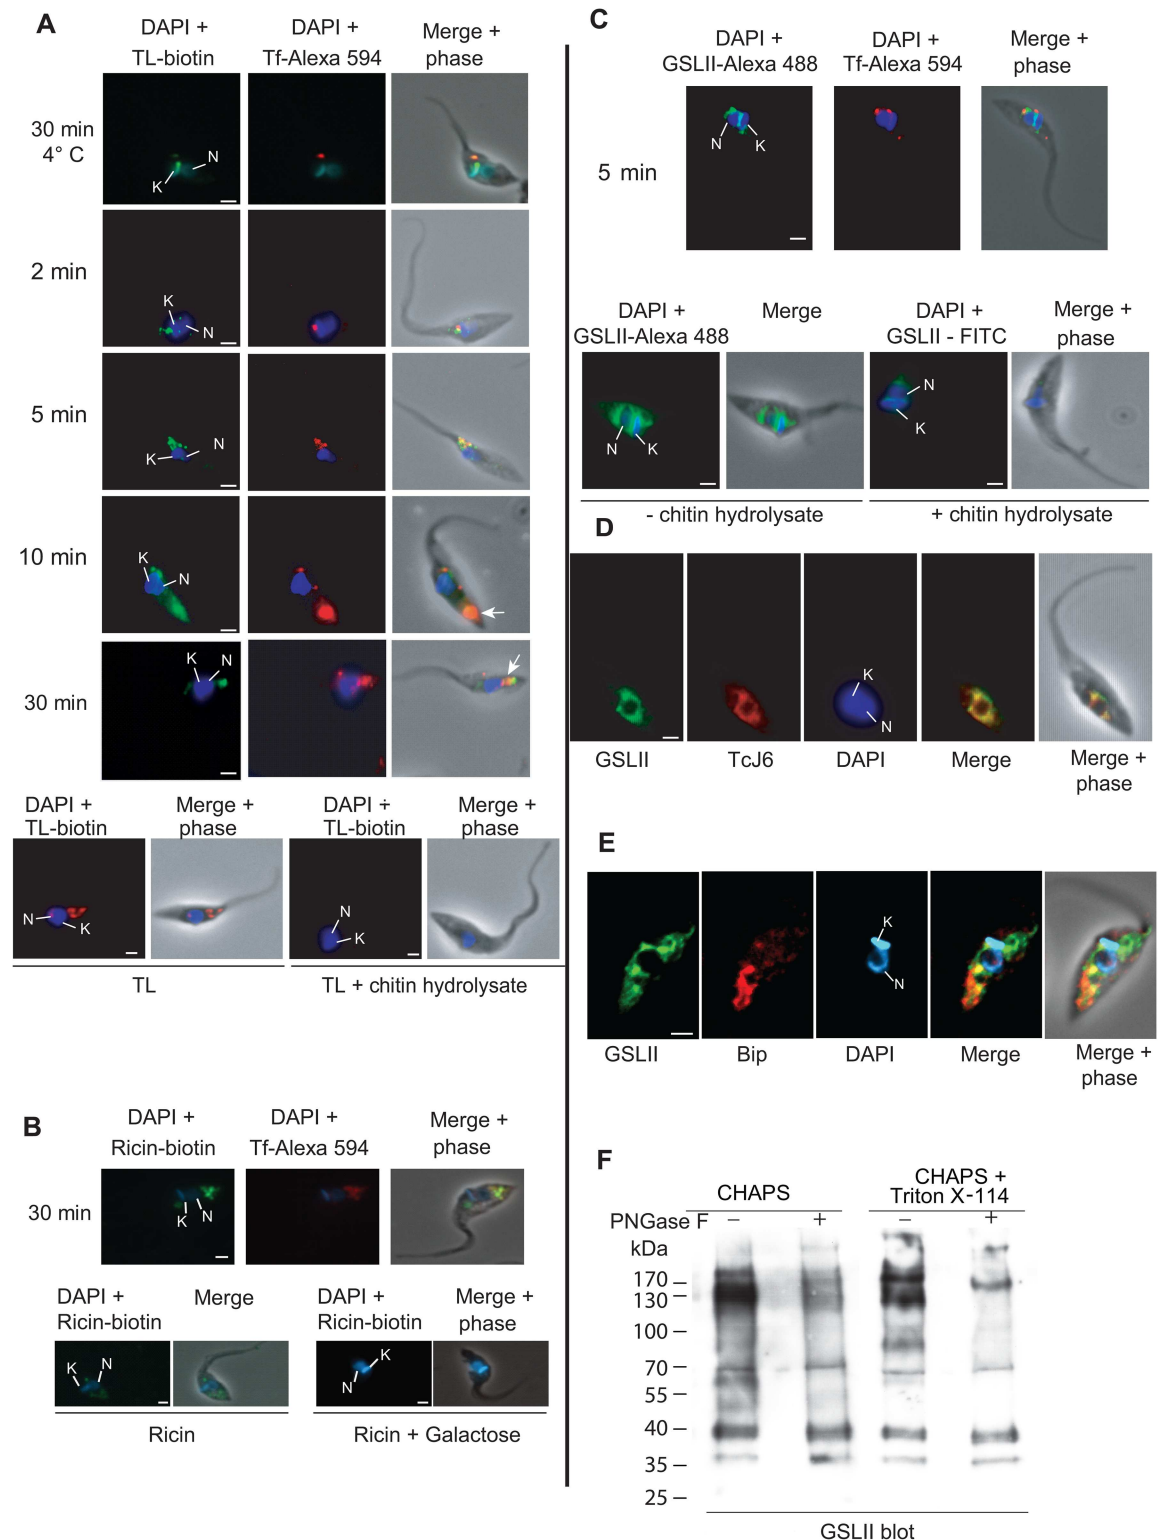 A
DAPI +
TL-biotin
DAPI +
Tf-Alexa 594
Merge +
phase
30 min
4° C
N
K
2 min
K
N
5 min
N
K
10 min
K
N
30 min
K
N
DAPI +
TL-biotin
Merge +
phase
DAPI +
TL-biotin
Merge +
phase
N
K
N
K
TL
TL + chitin hydrolysate
B
DAPI +
Ricin-biotin
DAPI +
Tf-Alexa 594
Merge +
phase
30 min
K
N
DAPI +
Ricin-biotin
Merge
DAPI +
Ricin-biotin
Merge +
phase
K
N
K
N
Ricin
Ricin + Galactose
C
DAPI +
GSLII-Alexa 488
DAPI +
Tf-Alexa 594
Merge +
phase
5 min
N
K
DAPI +
GSLII-Alexa 488
Merge
DAPI +
GSLII - FITC
Merge +
phase
N
K
N
K
- chitin hydrolysate
+ chitin hydrolysate
D
K
N
GSLII
TcJ6
DAPI
Merge
Merge +
phase
E
K
N
GSLII
Bip
DAPI
Merge
Merge +
phase
F
CHAPS
CHAPS +
Triton X-114
PNGase F
−
+
−
+
kDa
170
130
100
70
55
40
35
25
GSLII blot